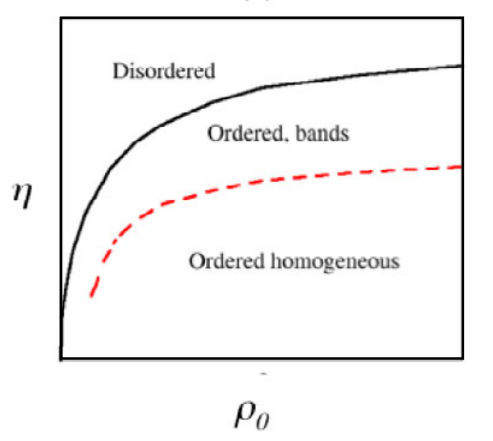 Disordered
Ordered, bands
η
Ordered homogeneous
ρ₀